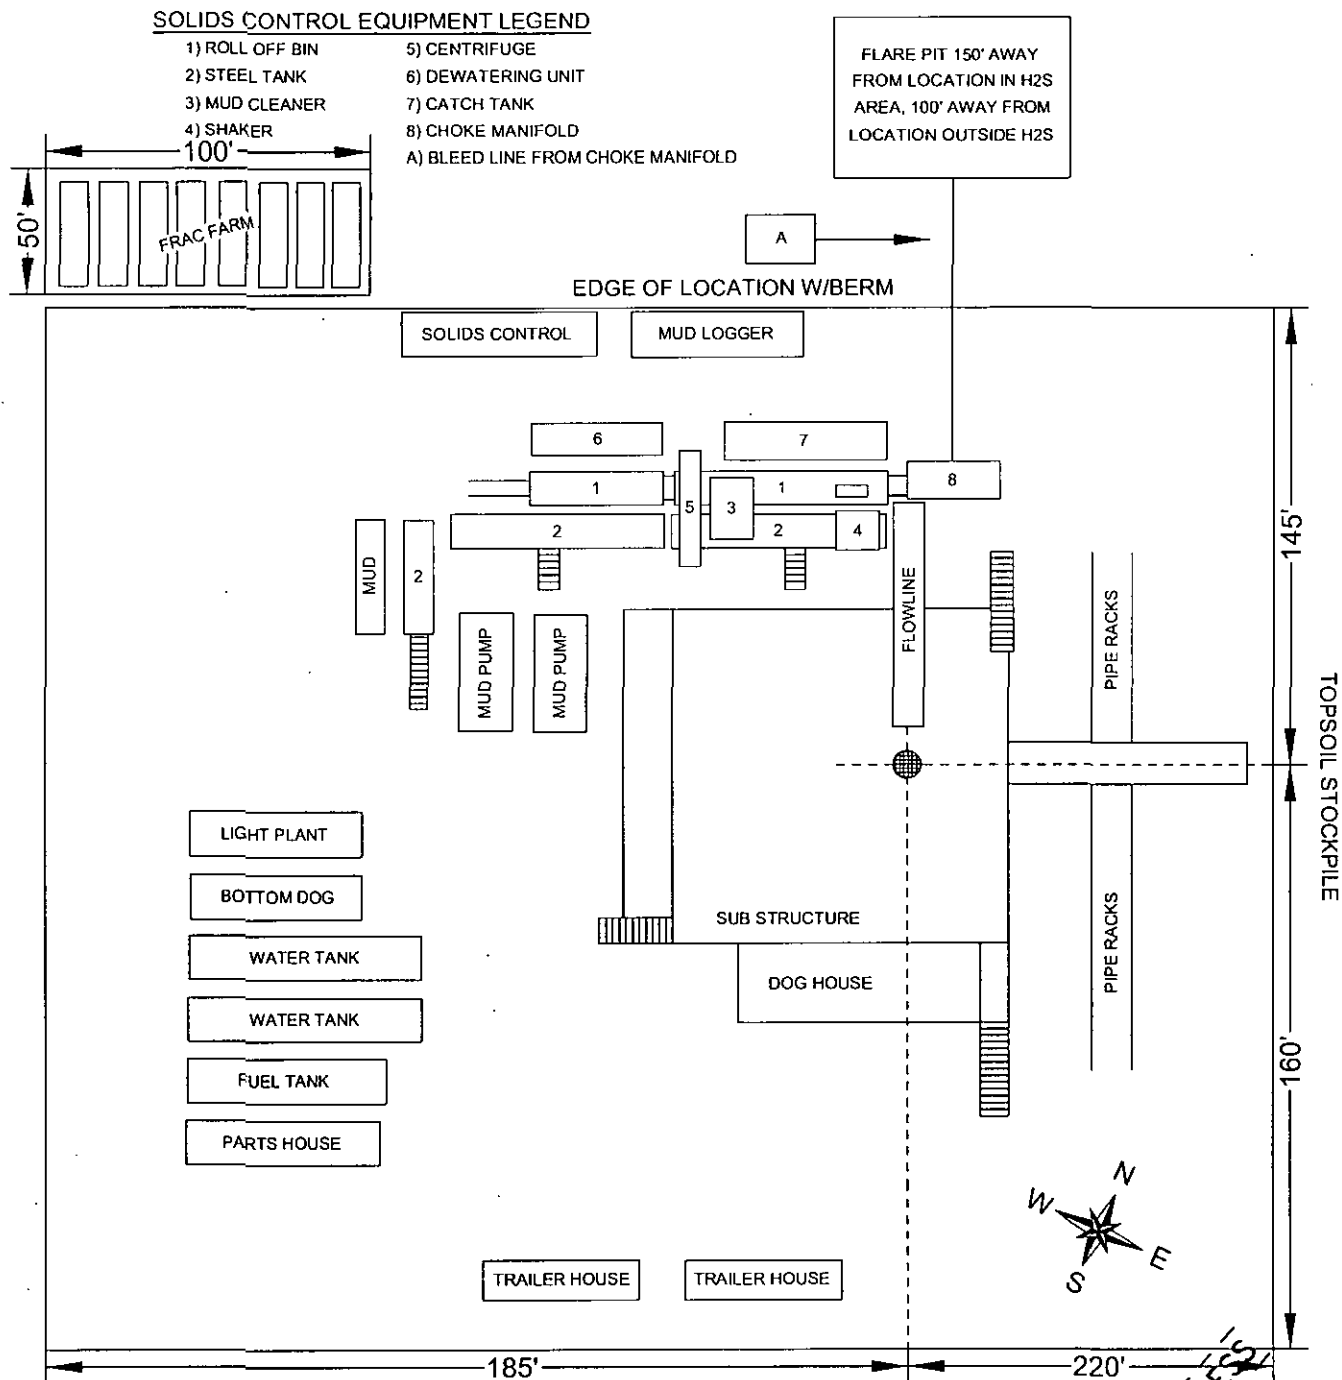 SOLIDS CONTROL EQUIPMENT LEGEND
1) ROLL OFF BIN
2) STEEL TANK
3) MUD CLEANER
4) SHAKER
5) CENTRIFUGE
6) DEWATERING UNIT
7) CATCH TANK
8) CHOKE MANIFOLD
A) BLEED LINE FROM CHOKE MANIFOLD
FLARE PIT 150' AWAY
FROM LOCATION IN H2S
AREA, 100' AWAY FROM
LOCATION OUTSIDE H2S
100'
50'
FRAC FARM
A
EDGE OF LOCATION W/BERM
SOLIDS CONTROL
MUD LOGGER
6
7
1
1
8
5
3
2
2
4
MUD
2
145'
FLOWLINE
MUD PUMP
MUD PUMP
PIPE RACKS
TOPSOIL STOCKPILE
LIGHT PLANT
BOTTOM DOG
WATER TANK
WATER TANK
FUEL TANK
PARTS HOUSE
SUB STRUCTURE
DOG HOUSE
PIPE RACKS
160'
N
W
E
S
TRAILER HOUSE
TRAILER HOUSE
185'
220'